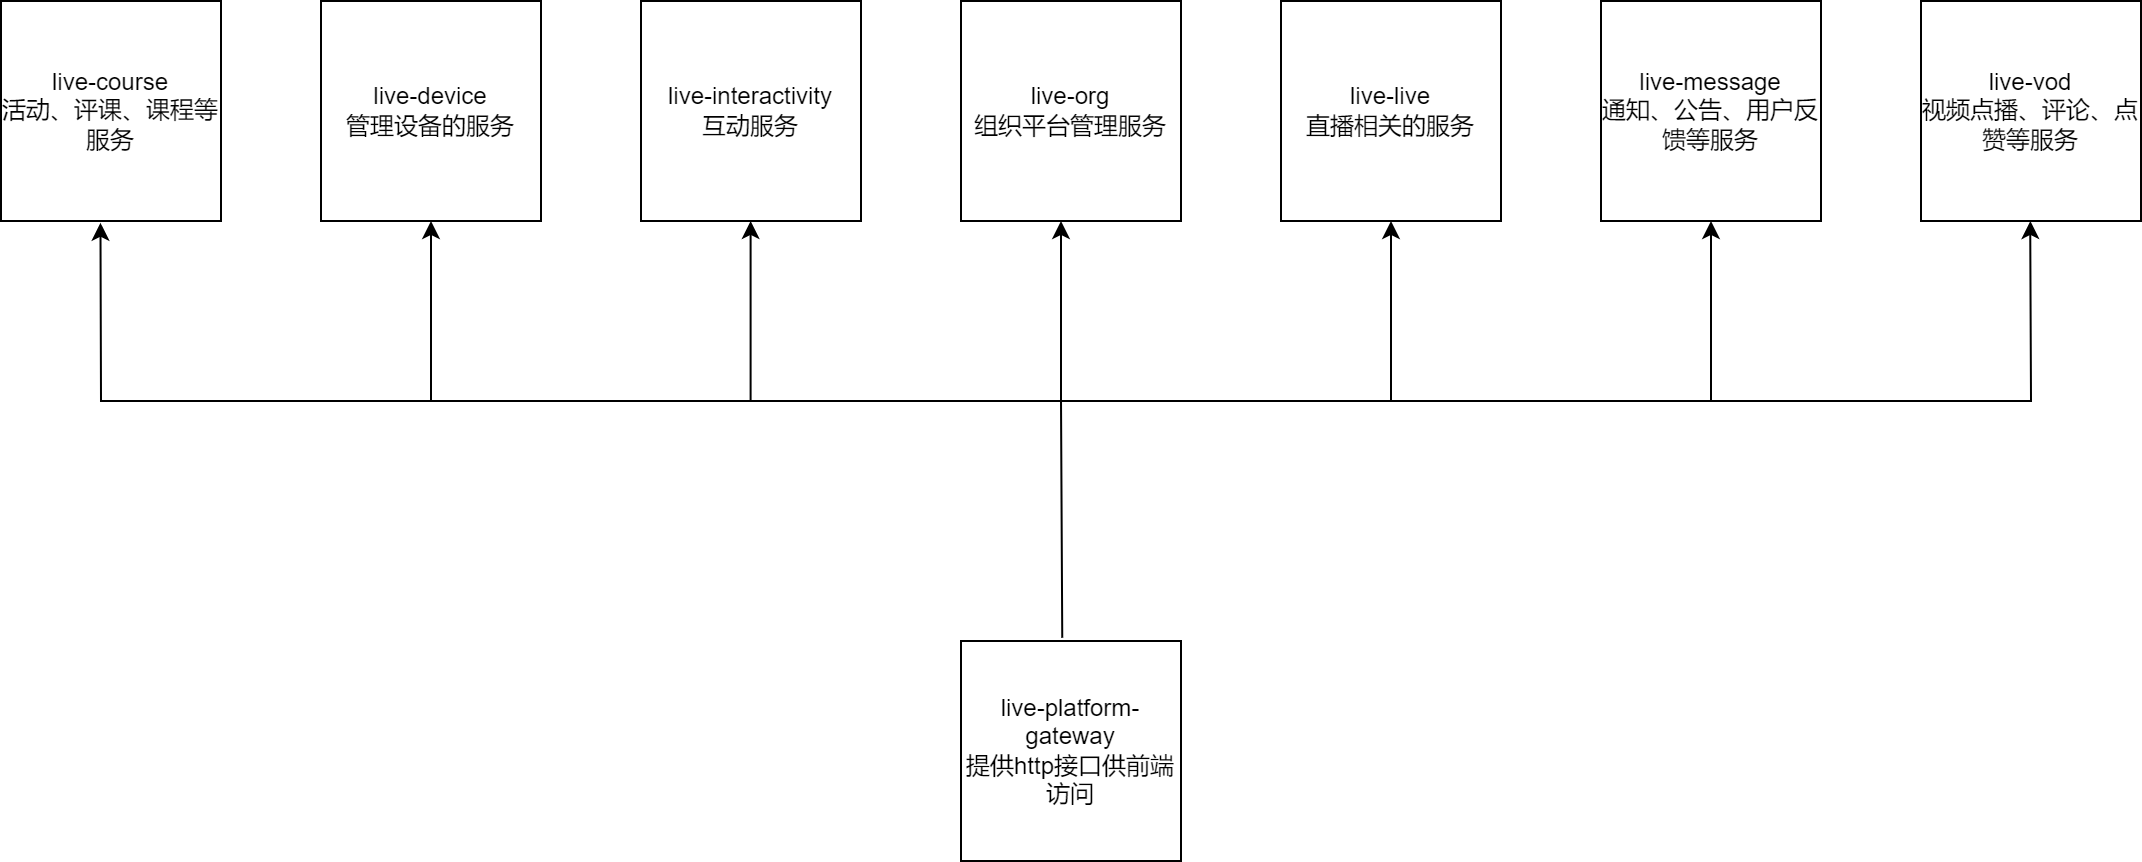 live-course
活动、评课、课程等
服务
live-device
管理设备的服务
live-interactivity
互动服务
live-org
组织平台管理服务
live-live
直播相关的服务
live-message
通知、公告、用户反
馈等服务
live-vod
视频点播、评论、点
赞等服务
live-platform-
gateway
提供http接口供前端
访问